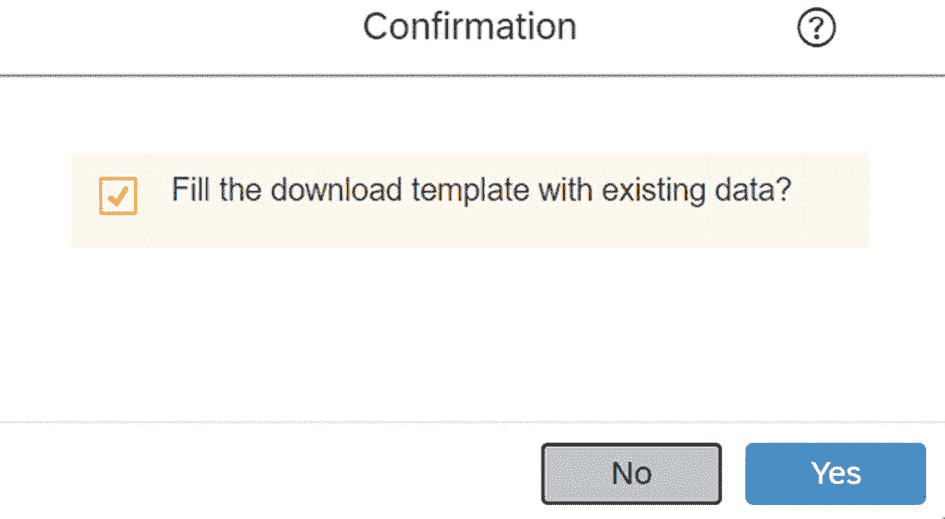 Confirmation
?
Fill the download template with existing data?
No
Yes